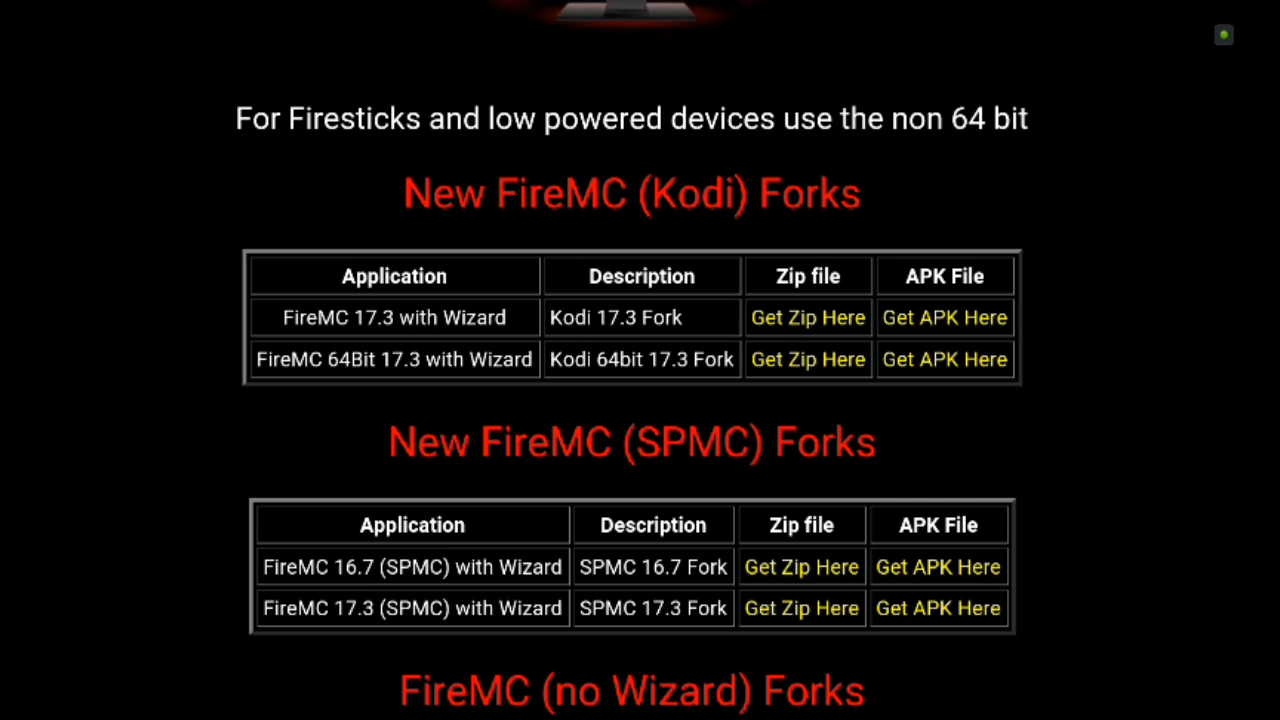 For Firesticks and low powered devices use the non 64 bit
New FireMC (Kodi) Forks
Application Description Zip file APK File
FireMC 17.3 with Wizard Kodi 17.3 Fork Get Zip Here Get APK Here
FireMC 64Bit 17.3 with Wizard Kodi 64bit 17.3 Fork Get Zip Here Get APK Here
New FireMC (SPMC) Forks
Application Description Zip file APK File
FireMC 16.7 (SPMC) with Wizard SPMC 16.7 Fork Get Zip Here Get APK Here
FireMC 17.3 (SPMC) with Wizard SPMC 17.3 Fork Get Zip Here Get APK Here
FireMC (no Wizard) Forks